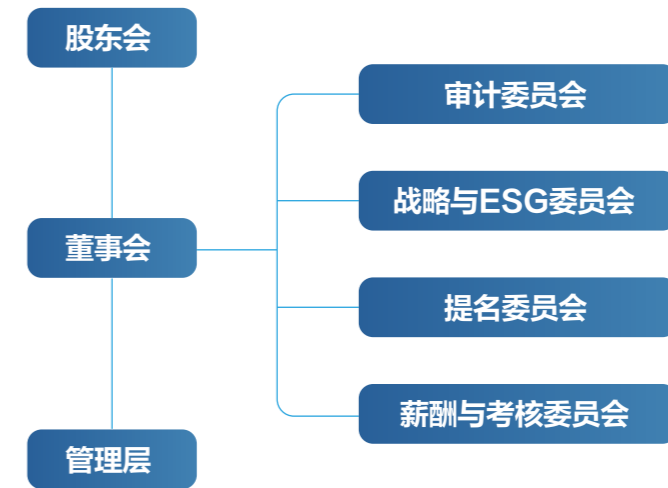 股东会
审计委员会
战略与ESG委员会
董事会
提名委员会
薪酬与考核委员会
管理层